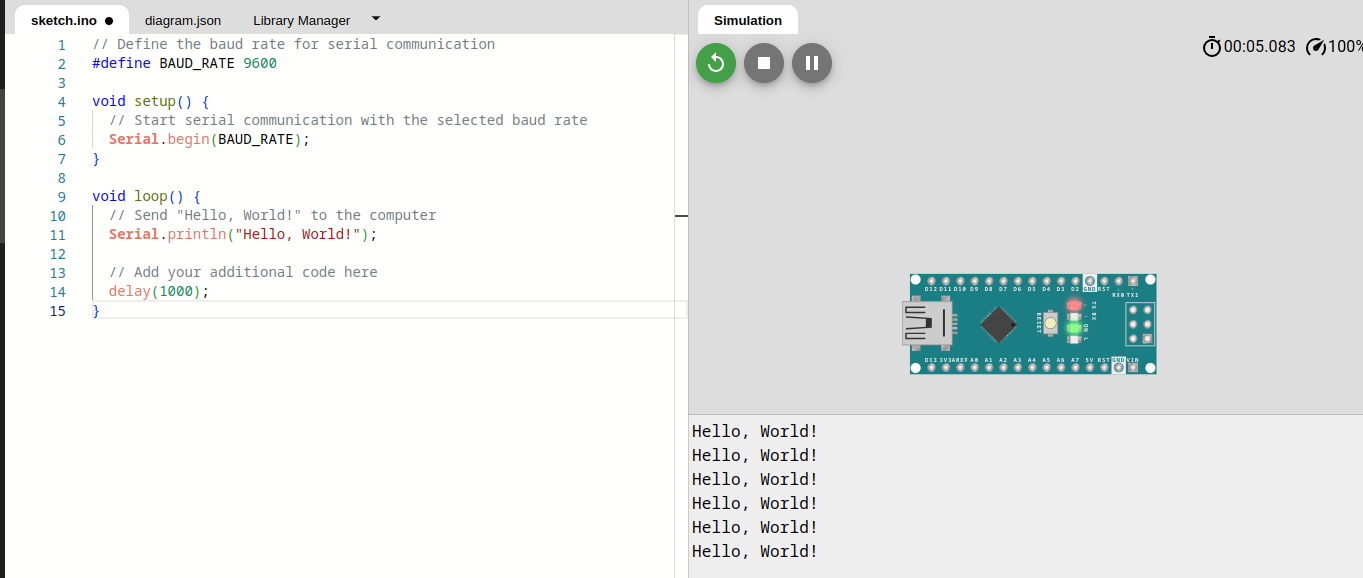 sketch.ino ● diagram.json Library Manager
1 // Define the baud rate for serial communication
2 #define BAUD_RATE 9600
3
4 void setup() {
5   // Start serial communication with the selected baud rate
6   Serial.begin(BAUD_RATE);
7 }
8
9 void loop() {
10   // Send "Hello, World!" to the computer
11   Serial.println("Hello, World!");
12
13   // Add your additional code here
14   delay(1000);
15 }
Simulation
00:05.083 100%
D12 D11 D10 D9 D8 D7 D6 D5 D4 D3 D2 GND RST
RX0 TX1
TX RX
ON L
RESET
D13 3V3 AREF A0 A1 A2 A3 A4 A5 A6 A7 5V RST GND VIN
Hello, World!
Hello, World!
Hello, World!
Hello, World!
Hello, World!
Hello, World!